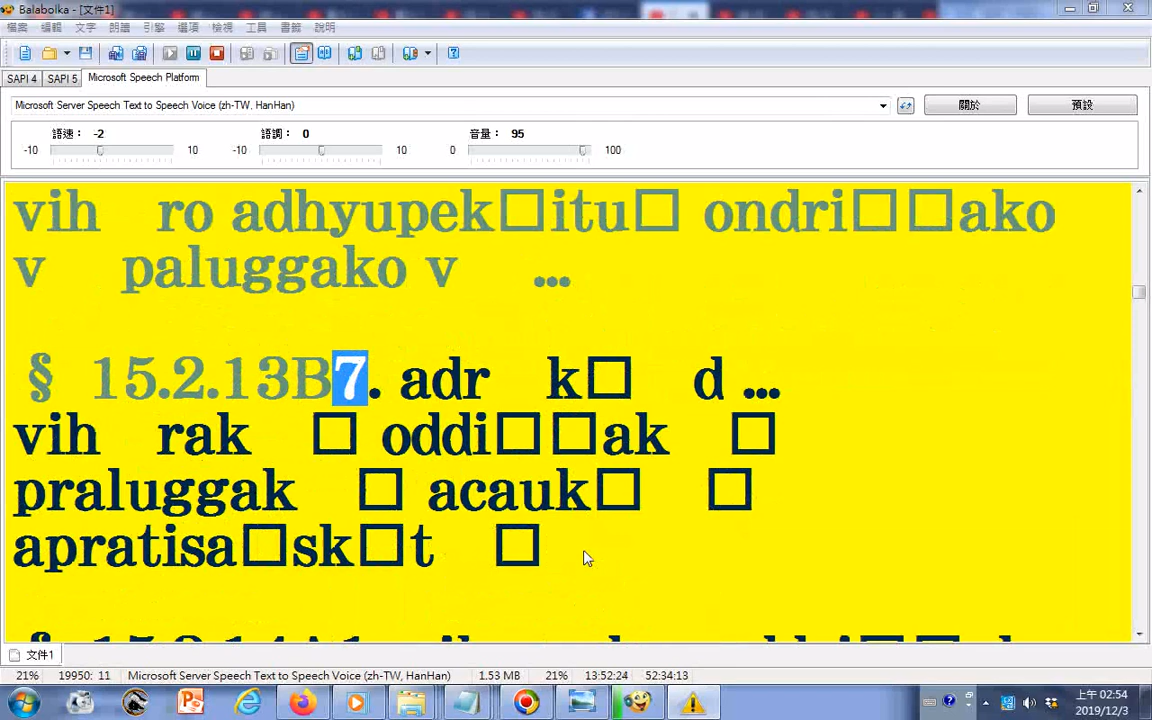 Balabolka - [文件1]
檔案 編輯 文字 朗讀 引擎 選項 檢視 工具 書籤 說明
SAPI 4 SAPI 5 Microsoft Speech Platform
Microsoft Server Speech Text to Speech Voice (zh-TW, HanHan) 關於 預設
語速： -2 語調： 0 音量： 95
-10 10 -10 10 0 100
vih ro adhyupek□itu□ ondri□□ako
v paluggako v ...
§ 15.2.13B7. adr k□ d ...
vih rak □ oddi□□ak □
praluggak □ acauk□ □
apratisa□sk□t □
文件1
21% 19950: 11 Microsoft Server Speech Text to Speech Voice (zh-TW, HanHan) 1.53 MB 21% 13:52:24 52:34:13
上午 02:54
2019/12/3